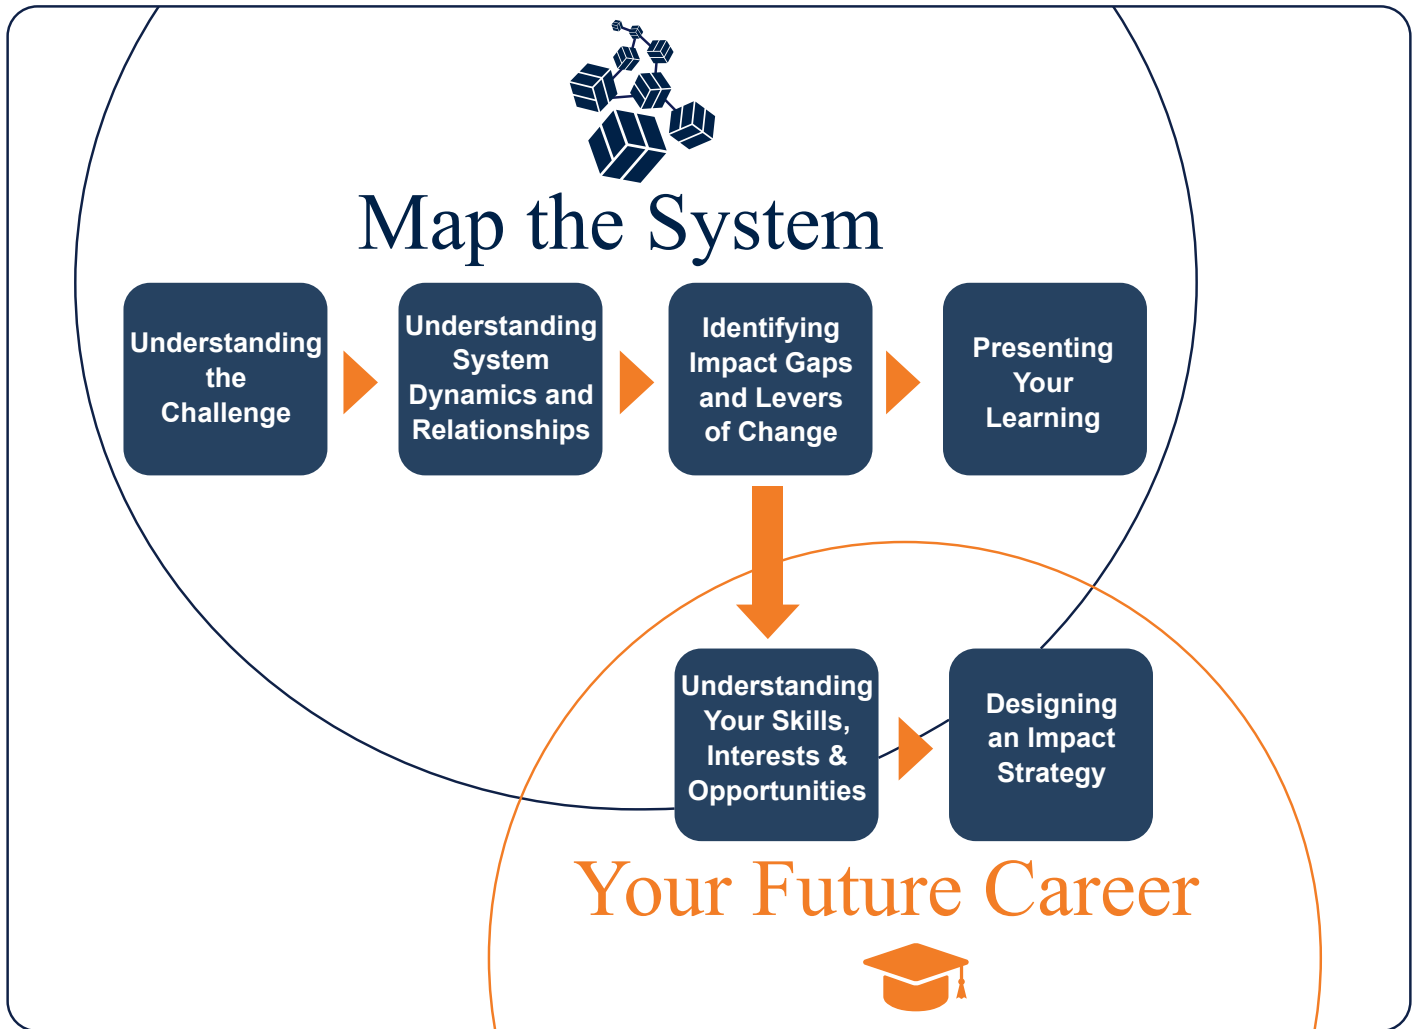 Map the System
Understanding
the
Challenge
Understanding
System
Dynamics and
Relationships
Identifying
Impact Gaps
and Levers
of Change
Presenting
Your
Learning
Understanding
Your Skills,
Interests &
Opportunities
Designing
an Impact
Strategy
Your Future Career